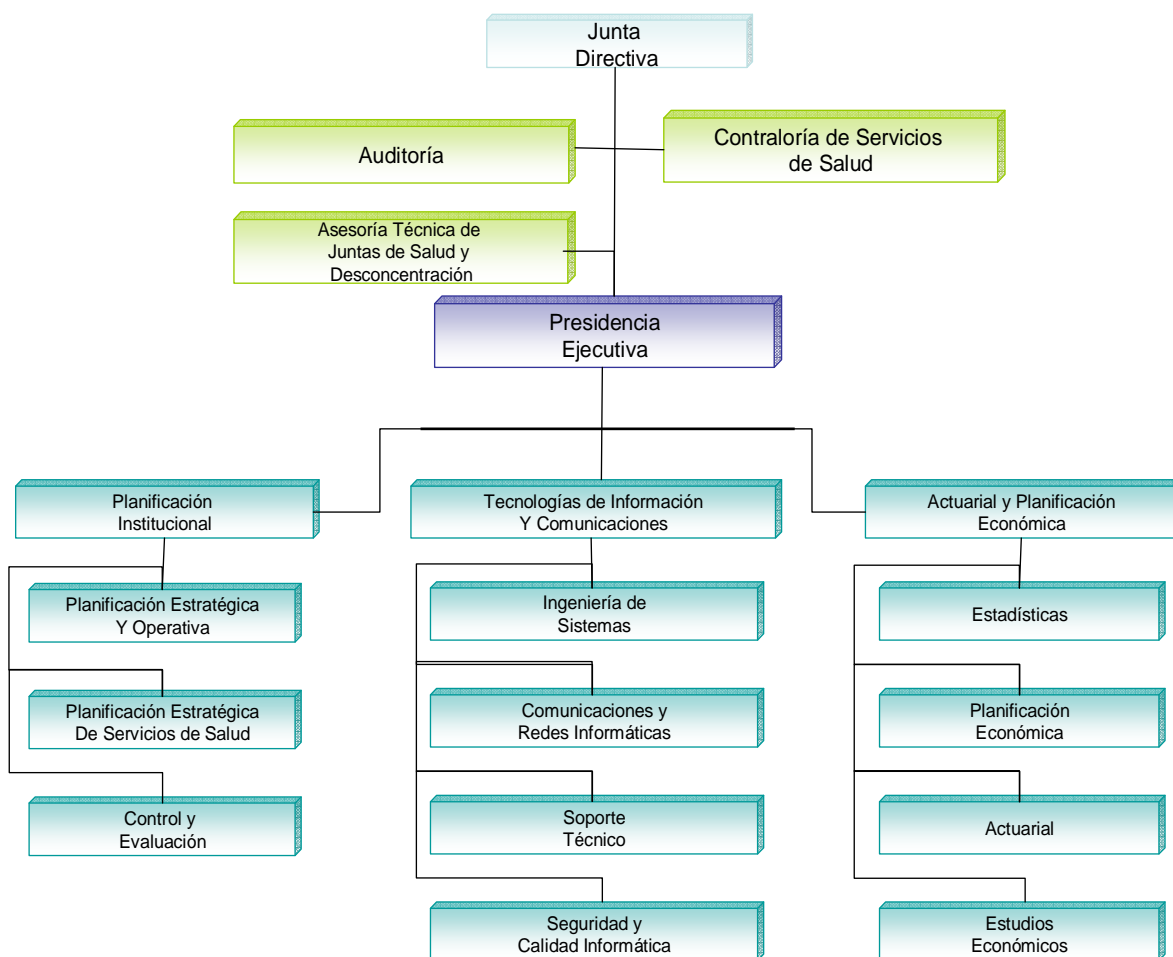 Junta
Directiva
Auditoría
Contraloría de Servicios
de Salud
Asesoría Técnica de
Juntas de Salud y
Desconcentración
Presidencia
Ejecutiva
Planificación
Institucional
Tecnologías de Información
Y Comunicaciones
Actuarial y Planificación
Económica
Planificación Estratégica
Y Operativa
Ingeniería de
Sistemas
Estadísticas
Planificación Estratégica
De Servicios de Salud
Comunicaciones y
Redes Informáticas
Planificación
Económica
Control y
Evaluación
Soporte
Técnico
Actuarial
Seguridad y
Calidad Informática
Estudios
Económicos